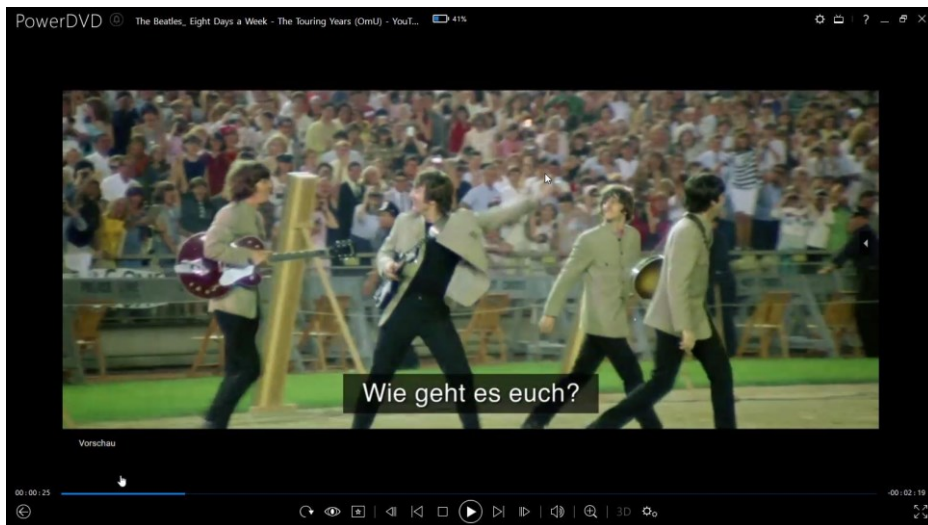 PowerDVD The Beatles_ Eight Days a Week - The Touring Years (OmU) - YouT... 41% ?
Wie geht es euch?
Vorschau
00:00:25 -00:02:19
3D